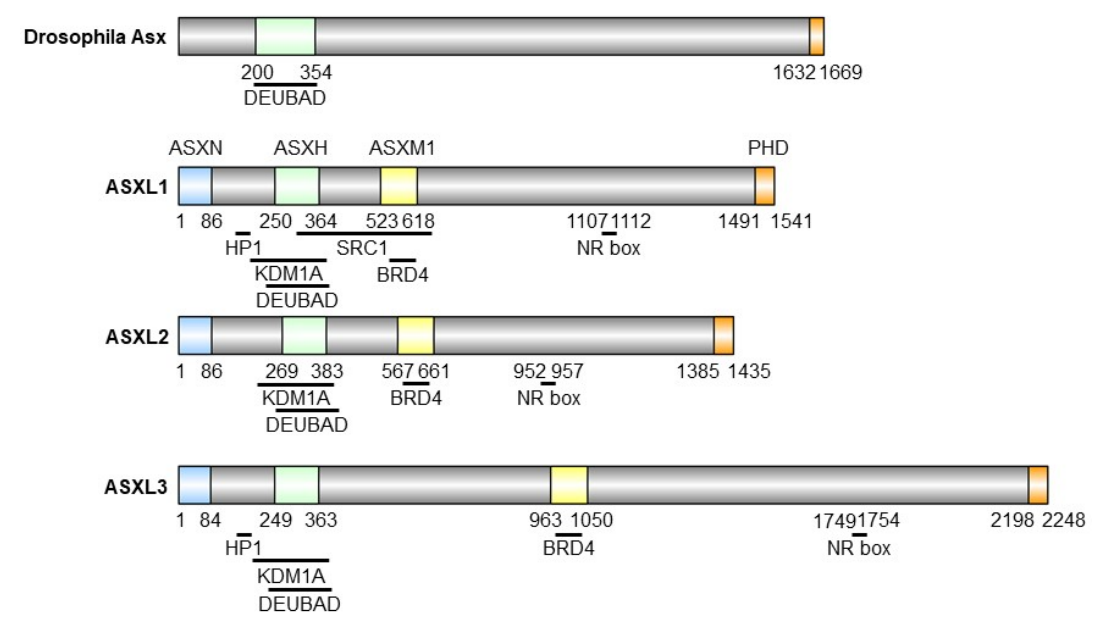 Drosophila Asx
200 354 1632 1669
DEUBAD
ASXN ASXH ASXM1 PHD
ASXL1
1 86 250 364 523 618 1107 1112 1491 1541
HP1 SRC1 NR box
KDM1A BRD4
DEUBAD
ASXL2
1 86 269 383 567 661 952 957 1385 1435
KDM1A BRD4 NR box
DEUBAD
ASXL3
1 84 249 363 963 1050 1749 1754 2198 2248
HP1 BRD4 NR box
KDM1A
DEUBAD